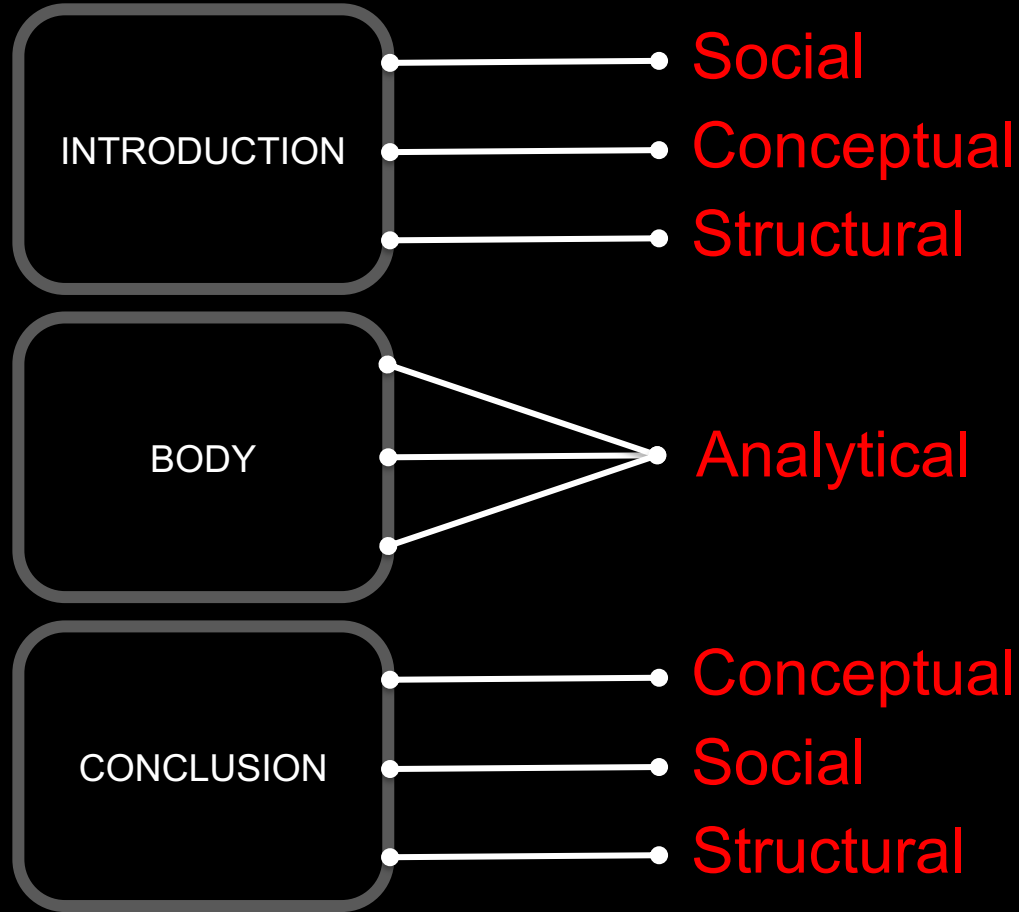 INTRODUCTION
Social
Conceptual
Structural
BODY
Analytical
CONCLUSION
Conceptual
Social
Structural